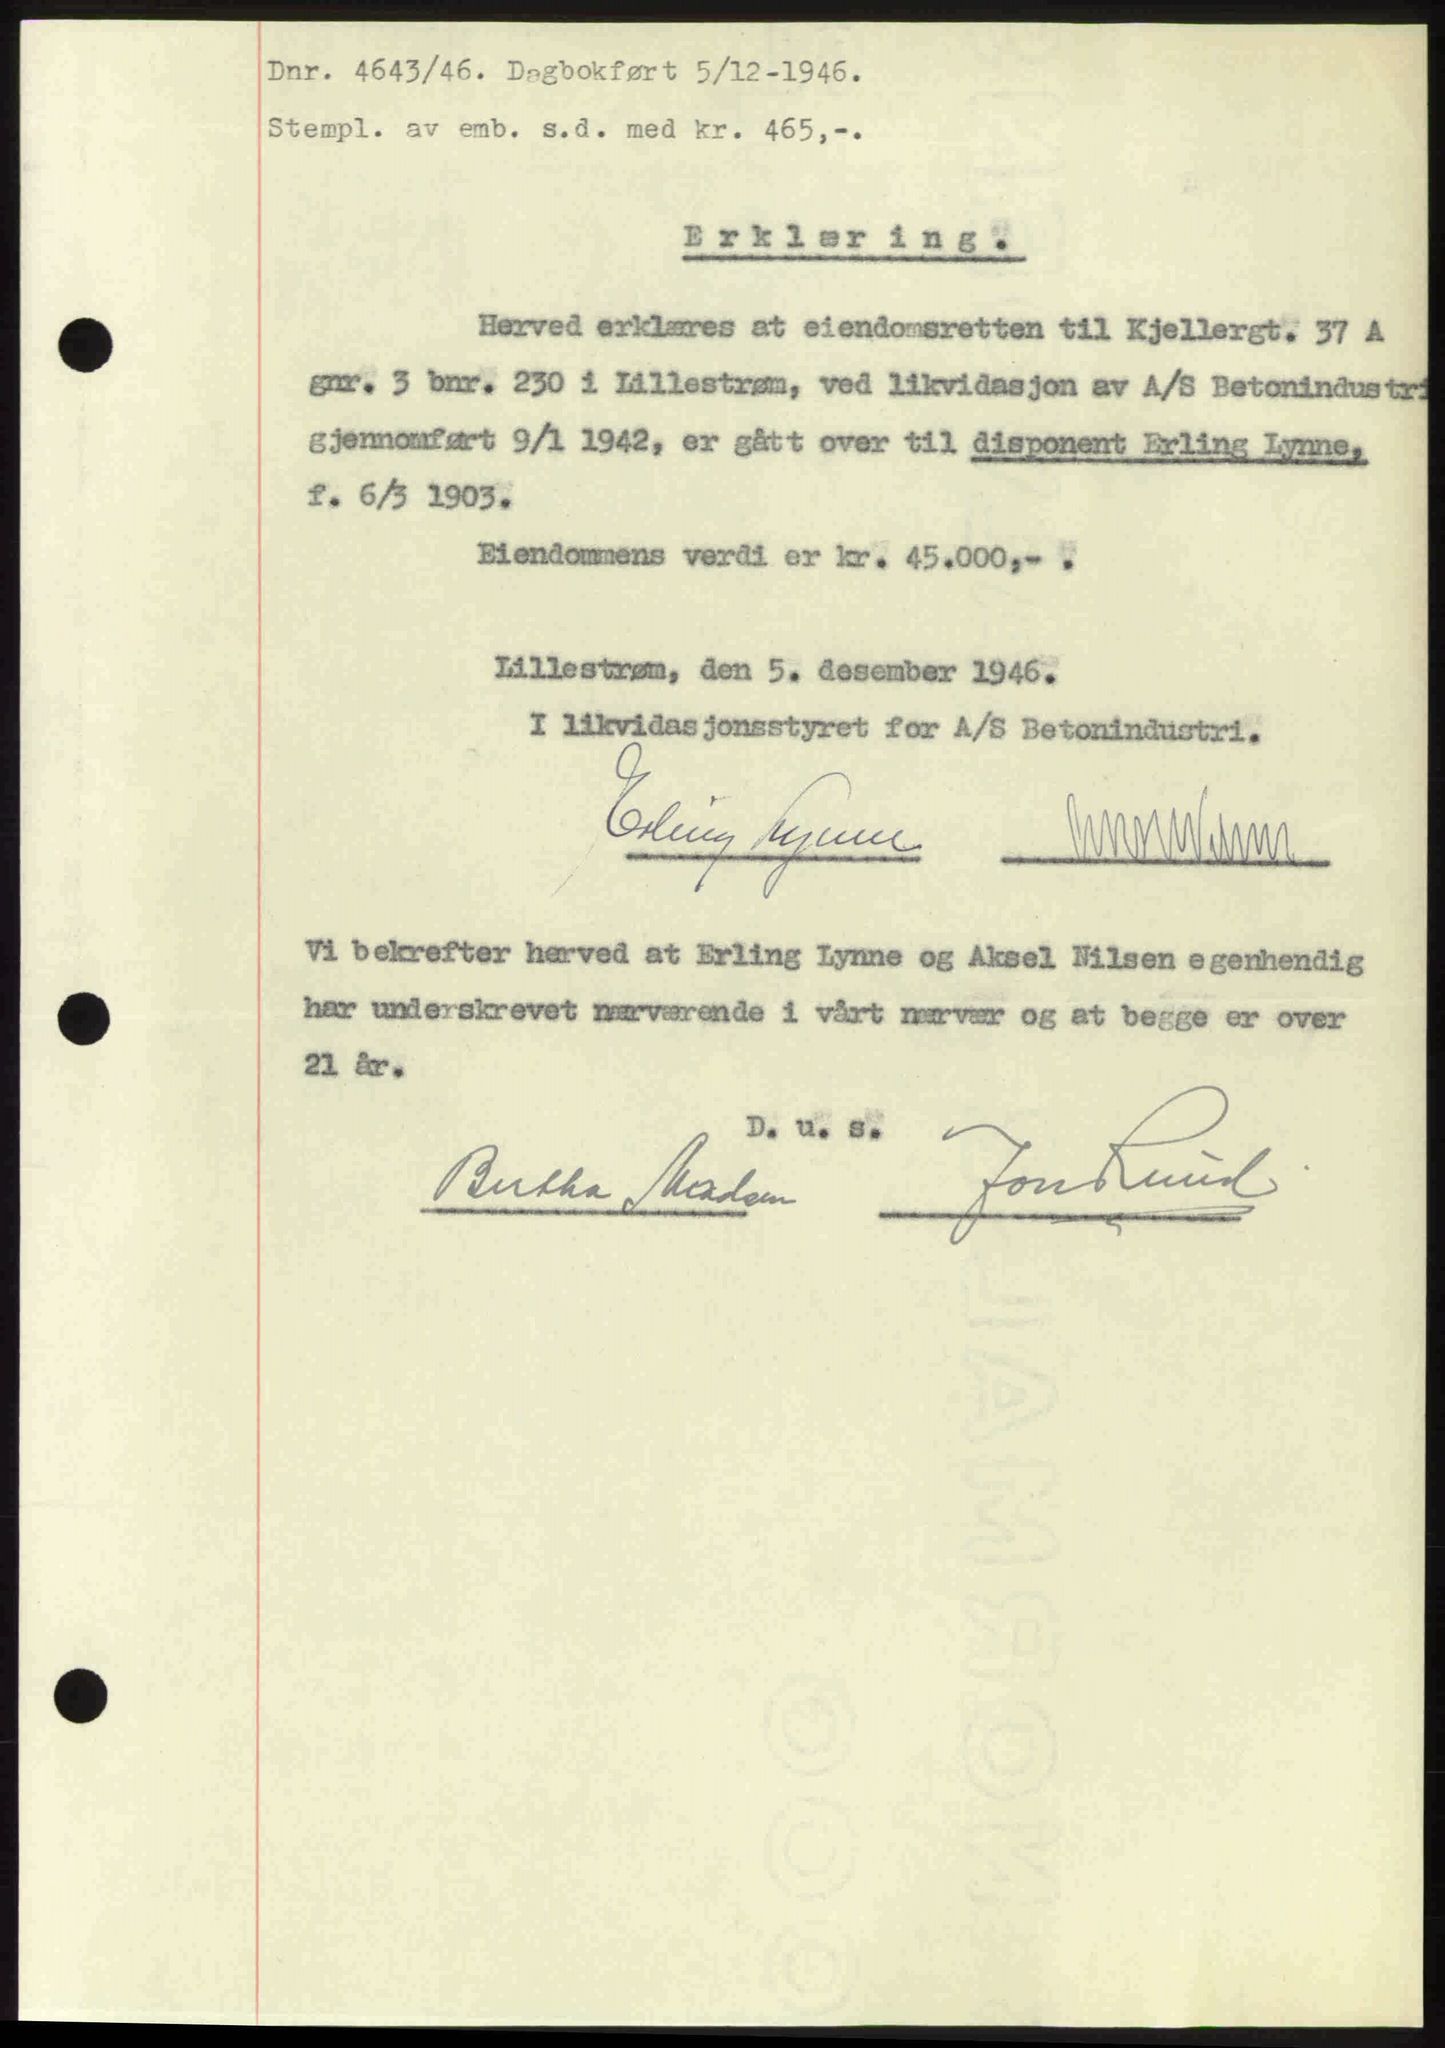 Dnr. 4643/46. Dagbokført 5/12-1946.
Stempl. av emb. s.d. med kr. 465,-.
Erklæring.
Herved erklæres at eiendomsretten til Kjellergt. 37 A
gnr. 3 bnr. 230 i Lillestrøm, ved likvidasjon av A/S Betonindustri
gjennomført 9/1 1942, er gått over til disponent Erling Lynne,
f. 6/3 1903.
Eiendommens verdi er kr. 45.000,- .
Lillestrøm, den 5. desember 1946.
I likvidasjonsstyret for A/S Betonindustri.
Erling Lynne
Vi bekrefter herved at Erling Lynne og Aksel Nilsen egenhendig
har underskrevet nærværende i vårt nærvær og at begge er over
21 år.
D. u. s.
Bertha Madsen Jon Ruud